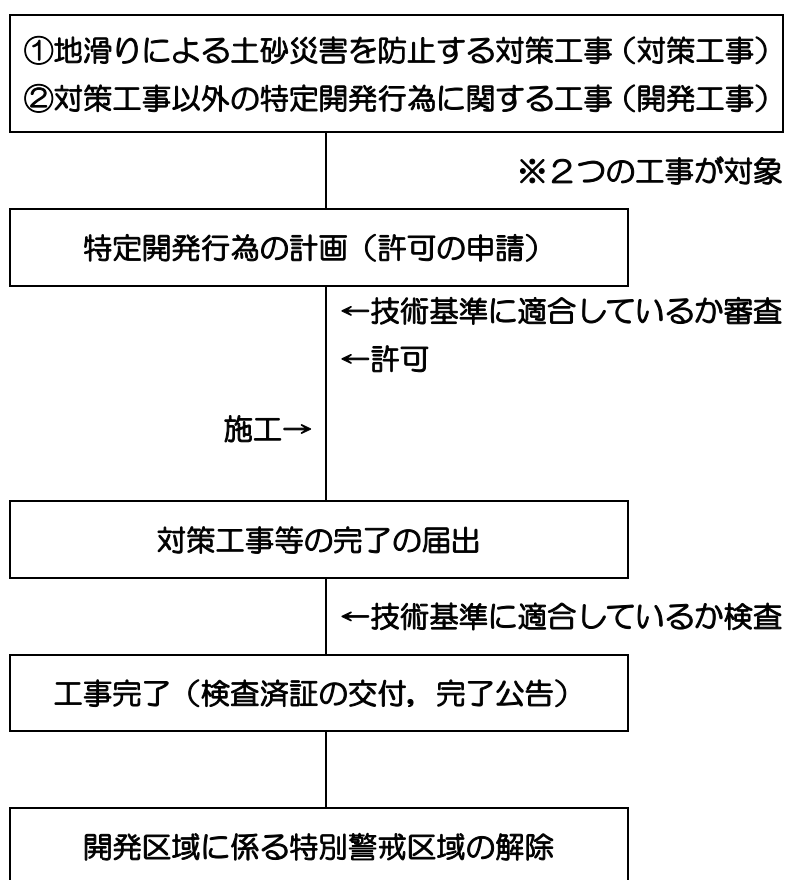 ①地滑りによる土砂災害を防止する対策工事（対策工事）
②対策工事以外の特定開発行為に関する工事（開発工事）
※２つの工事が対象
特定開発行為の計画（許可の申請）
←技術基準に適合しているか審査
←許可
施工→
対策工事等の完了の届出
←技術基準に適合しているか検査
工事完了（検査済証の交付，完了公告）
開発区域に係る特別警戒区域の解除